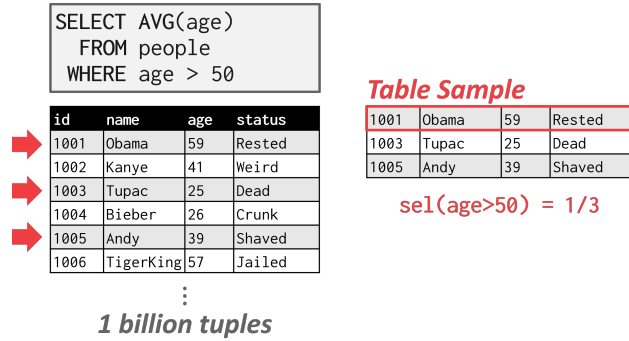 SELECT AVG(age)
FROM people
WHERE age > 50
id name age status
1001 Obama 59 Rested
1002 Kanye 41 Weird
1003 Tupac 25 Dead
1004 Bieber 26 Crunk
1005 Andy 39 Shaved
1006 TigerKing 57 Jailed
⋮
1 billion tuples
Table Sample
1001 Obama 59 Rested
1003 Tupac 25 Dead
1005 Andy 39 Shaved
sel(age>50) = 1/3